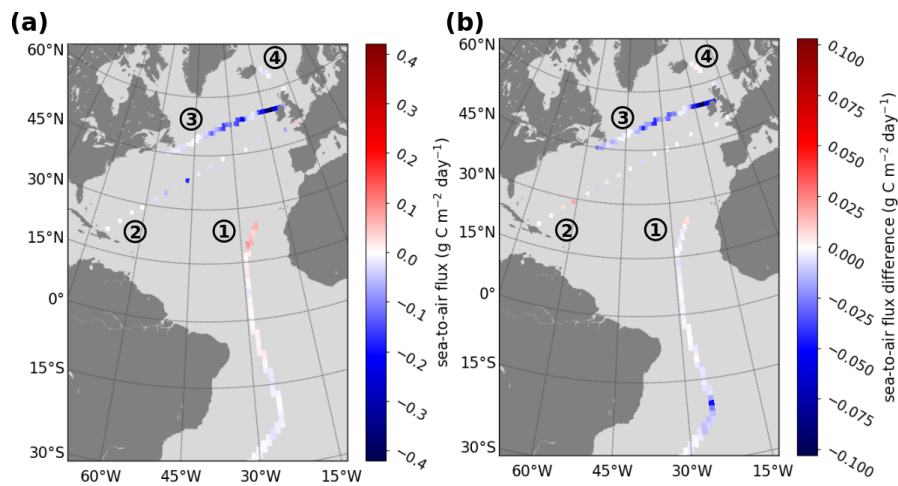 (a)
60°N
45°N
30°N
15°N
0°
15°S
30°S
60°W
45°W
30°W
15°W
①
②
③
④
0.4
0.3
0.2
0.1
0.0
−0.1
−0.2
−0.3
−0.4
sea-to-air flux (g C m⁻² day⁻¹)
(b)
60°N
45°N
30°N
15°N
0°
15°S
30°S
60°W
45°W
30°W
15°W
①
②
③
④
0.100
0.075
0.050
0.025
0.000
−0.025
−0.050
−0.075
−0.100
sea-to-air flux difference (g C m⁻² day⁻¹)